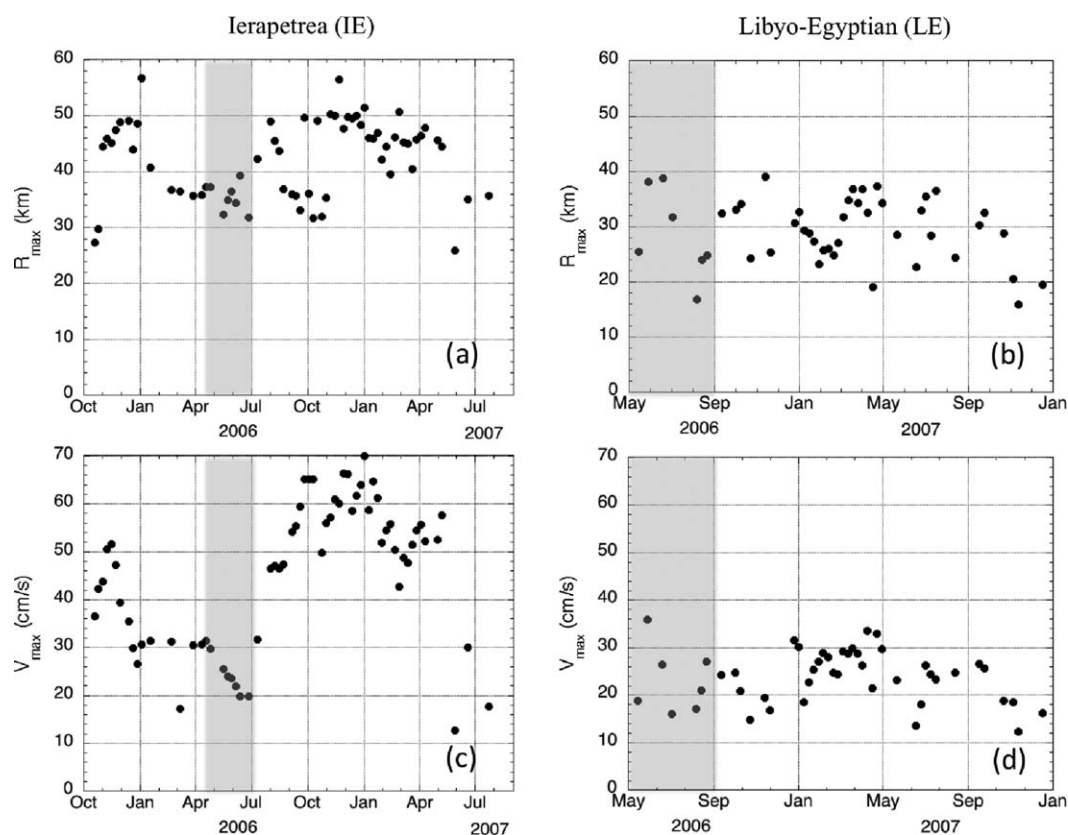 Ierapetrea (IE)
Libyo-Egyptian (LE)
60
50
40
30
20
10
0
R_max (km)
(a)
Oct Jan Apr Jul Oct Jan Apr Jul
2006 2007
60
50
40
30
20
10
0
R_max (km)
(b)
May Sep Jan May Sep Jan
2006 2007
70
60
50
40
30
20
10
0
V_max (cm/s)
(c)
Oct Jan Apr Jul Oct Jan Apr Jul
2006 2007
70
60
50
40
30
20
10
0
V_max (cm/s)
(d)
May Sep Jan May Sep Jan
2006 2007